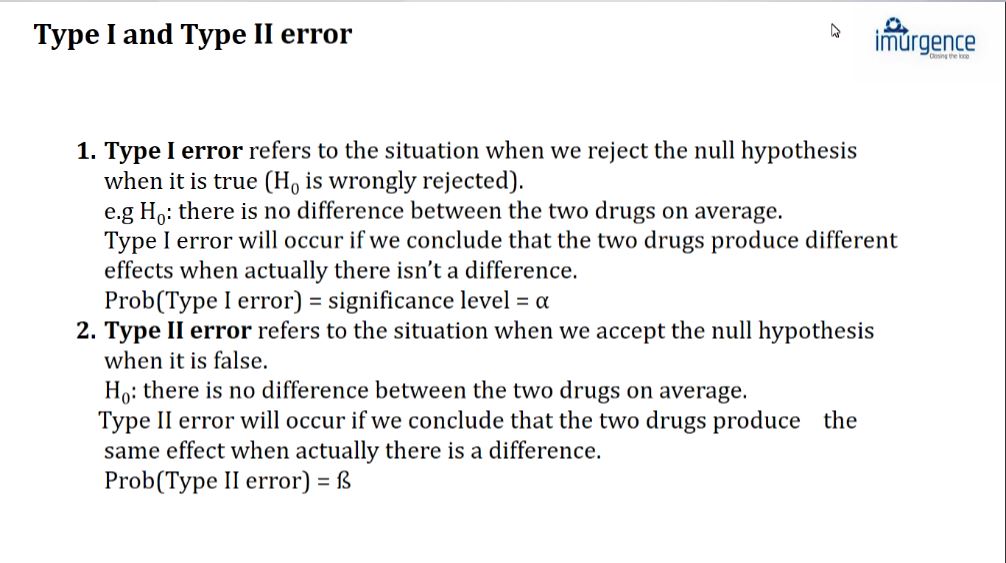 Type I and Type II error
imurgence
Closing the loop
1. Type I error refers to the situation when we reject the null hypothesis
when it is true (H₀ is wrongly rejected).
e.g H₀: there is no difference between the two drugs on average.
Type I error will occur if we conclude that the two drugs produce different
effects when actually there isn’t a difference.
Prob(Type I error) = significance level = α
2. Type II error refers to the situation when we accept the null hypothesis
when it is false.
H₀: there is no difference between the two drugs on average.
Type II error will occur if we conclude that the two drugs produce the
same effect when actually there is a difference.
Prob(Type II error) = ß